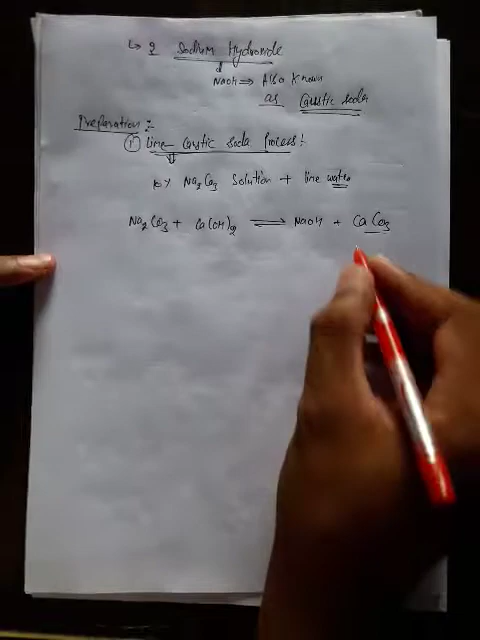 ↳ 2 Sodium Hydroxide
NaOH ⇒ Also Known
as Caustic soda
Preparation :-
① Lime- Caustic Soda Process :
by Na2CO3 Solution + lime water
Na2CO3 + Ca(OH)2 ⇌ NaOH + CaCO3